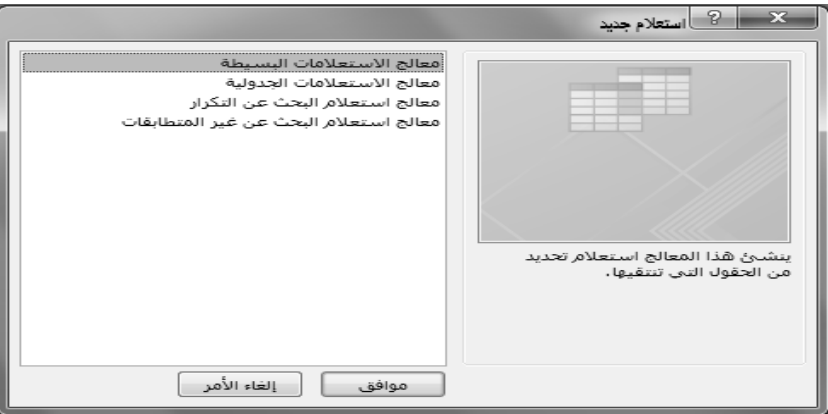 استعلام جديد
معالج الاستعلامات البسيطة
معالج الاستعلامات الجدولية
معالج استعلام البحث عن التكرار
معالج استعلام البحث عن غير المتطابقات
ينشئ هذا المعالج استعلام تحديد
من الحقول التي تنتقيها.
موافق
إلغاء الأمر